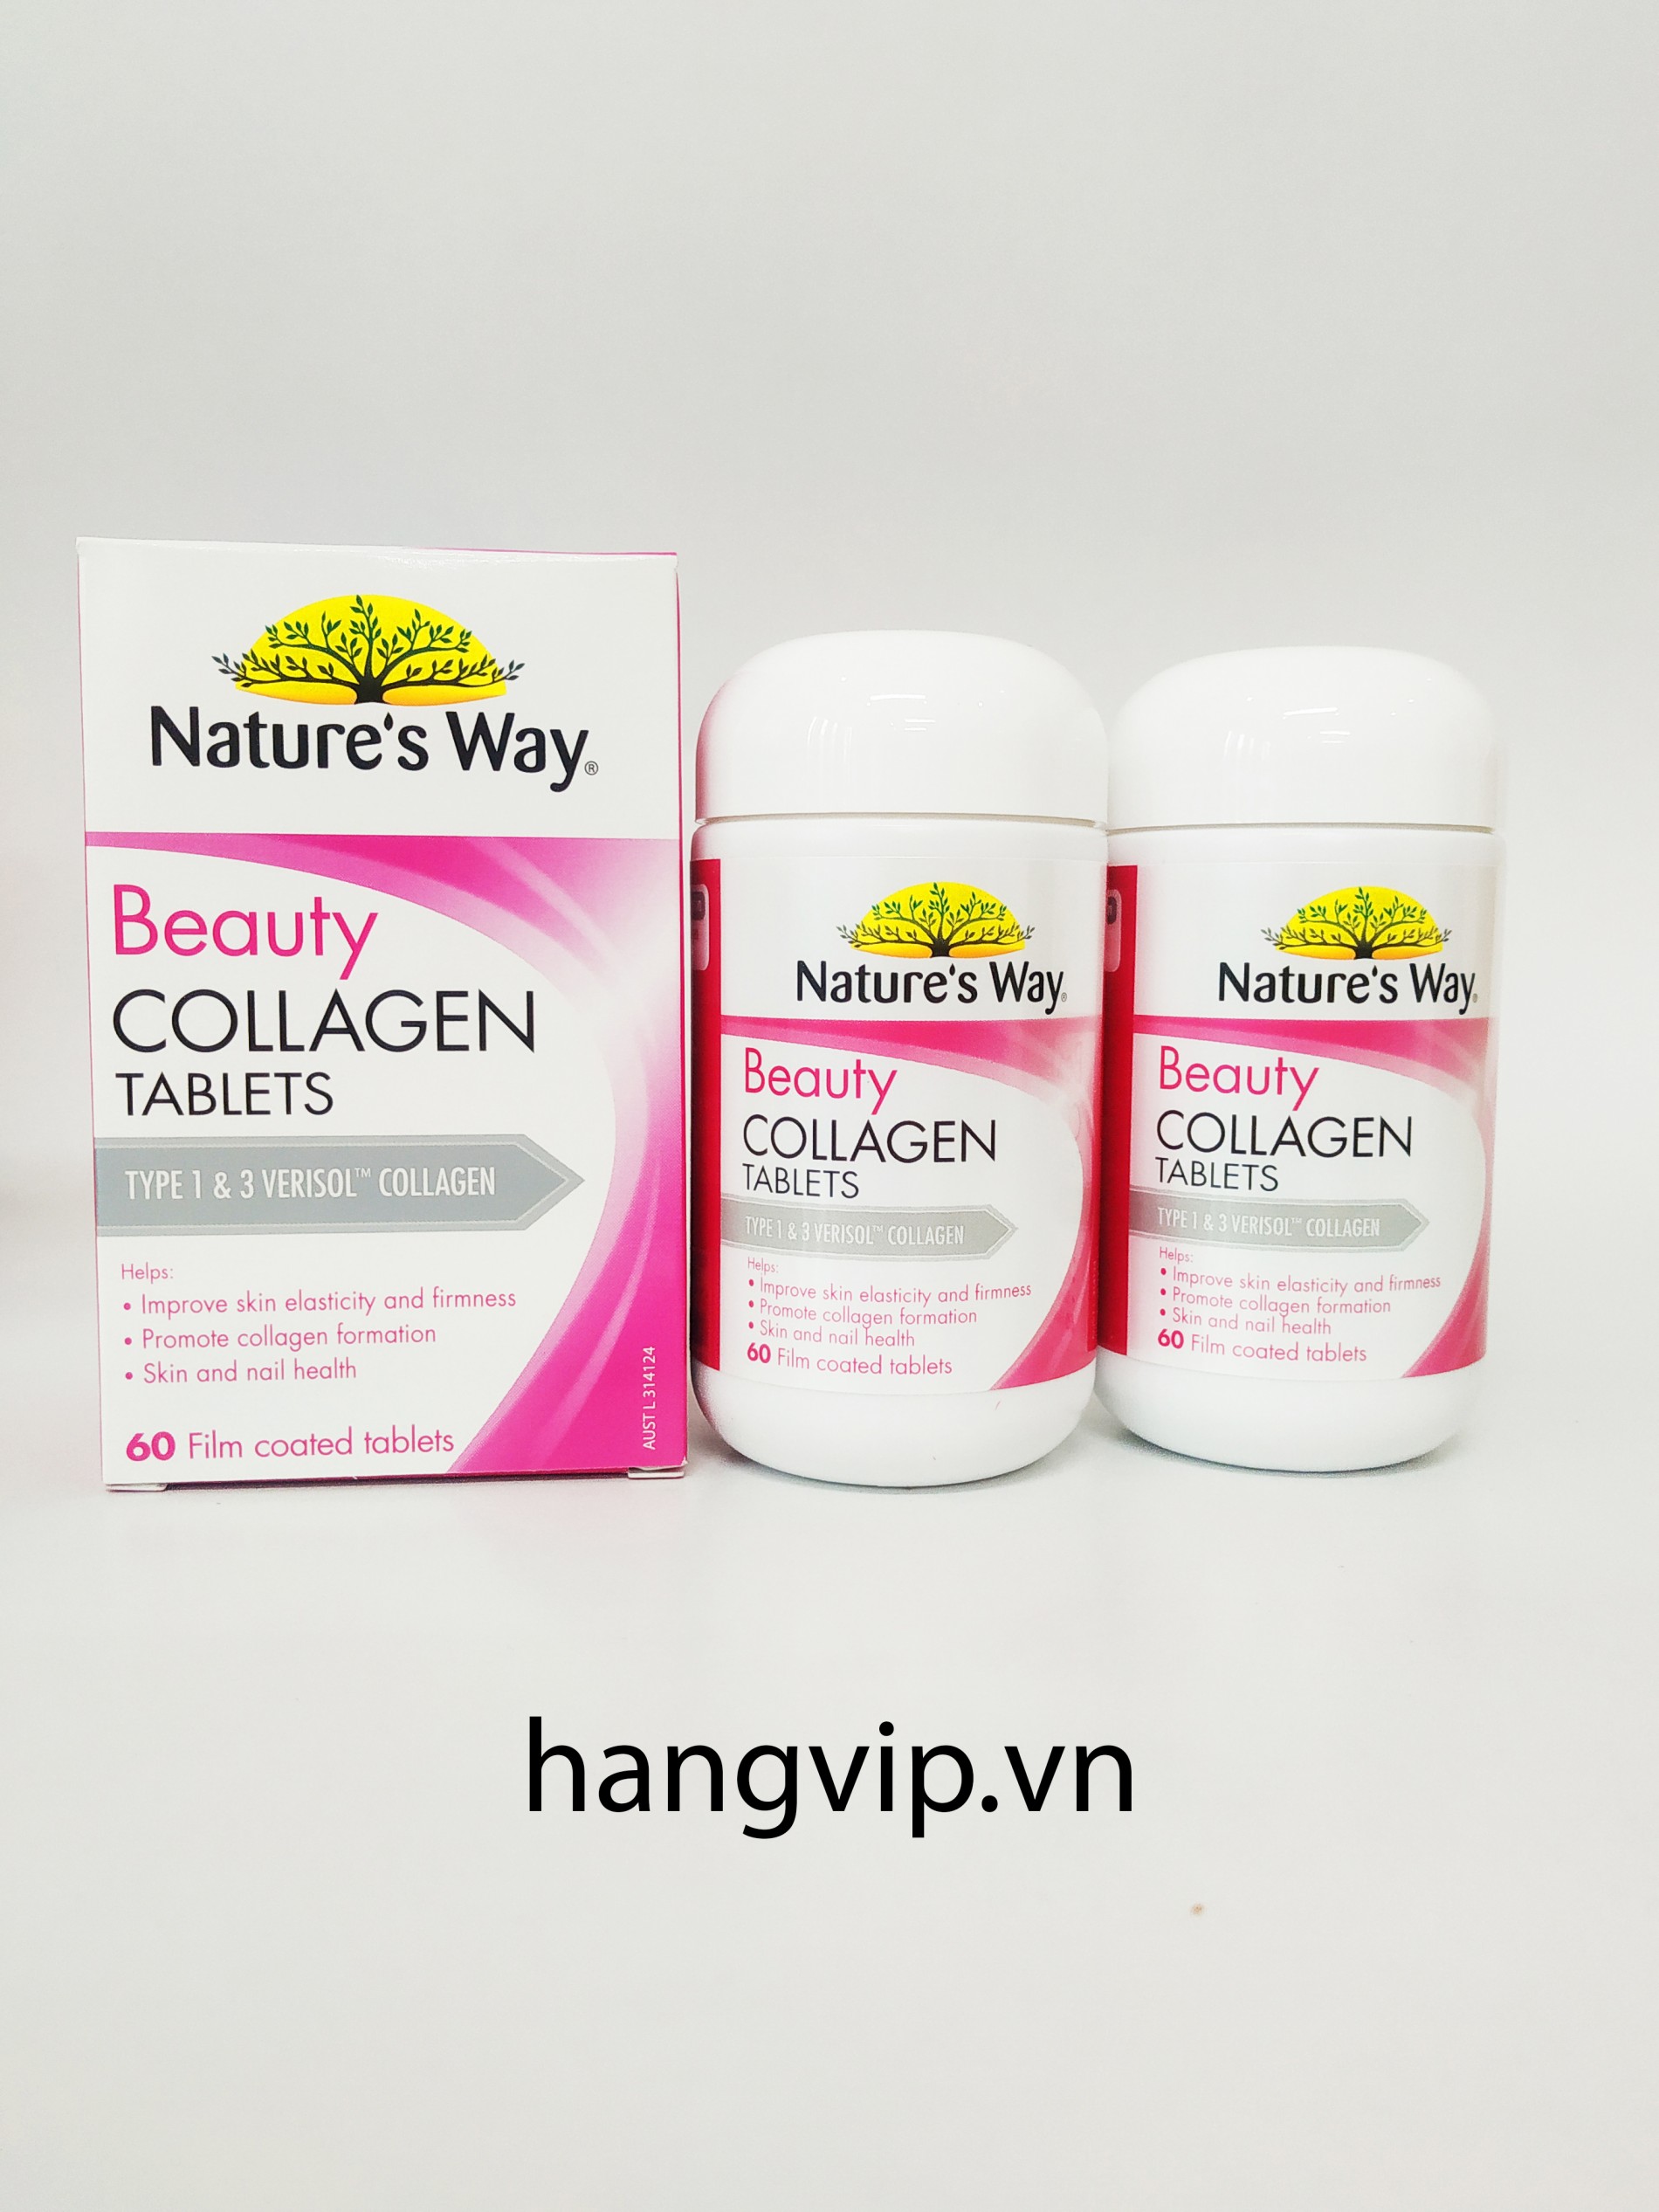 Nature's Way®
Beauty
COLLAGEN
TABLETS
TYPE 1 & 3 VERISOL™ COLLAGEN
Helps:
• Improve skin elasticity and firmness
• Promote collagen formation
• Skin and nail health
60 Film coated tablets
AUST L 314124
Nature's Way®
Beauty
COLLAGEN
TABLETS
TYPE 1 & 3 VERISOL™ COLLAGEN
Helps:
• Improve skin elasticity and firmness
• Promote collagen formation
• Skin and nail health
60 Film coated tablets
Nature's Way®
Beauty
COLLAGEN
TABLETS
TYPE 1 & 3 VERISOL™ COLLAGEN
Helps:
• Improve skin elasticity and firmness
• Promote collagen formation
• Skin and nail health
60 Film coated tablets
hangvip.vn